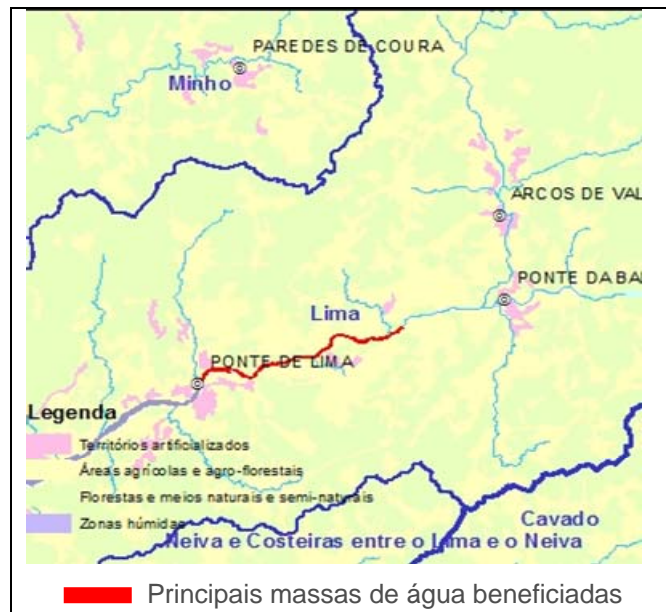 PAREDES DE COURA
Minho
ARCOS DE VAL
PONTE DA BA
Lima
PONTE DE LIMA
Legenda
Territórios artificializados
Áreas agrícolas e agro-florestais
Florestas e meios naturais e semi-naturais
Zonas húmidas
Cavado
Neiva e Costeiras entre o Lima e o Neiva
Principais massas de água beneficiadas